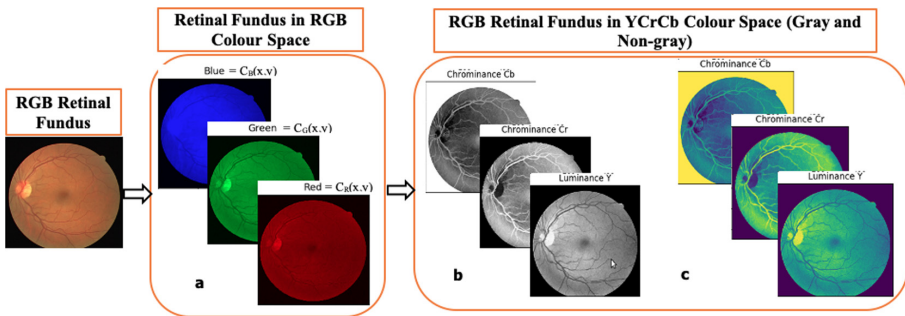 RGB Retinal
Fundus
Retinal Fundus in RGB
Colour Space
Blue = C_B(x.v)
Green = C_G(x.v)
Red = C_R(x.v)
a
RGB Retinal Fundus in YCrCb Colour Space (Gray and
Non-gray)
Chrominance Cb
Chrominance Cr
Luminance Y
b
Chrominance Cb
Chrominance Cr
Luminance Y
c